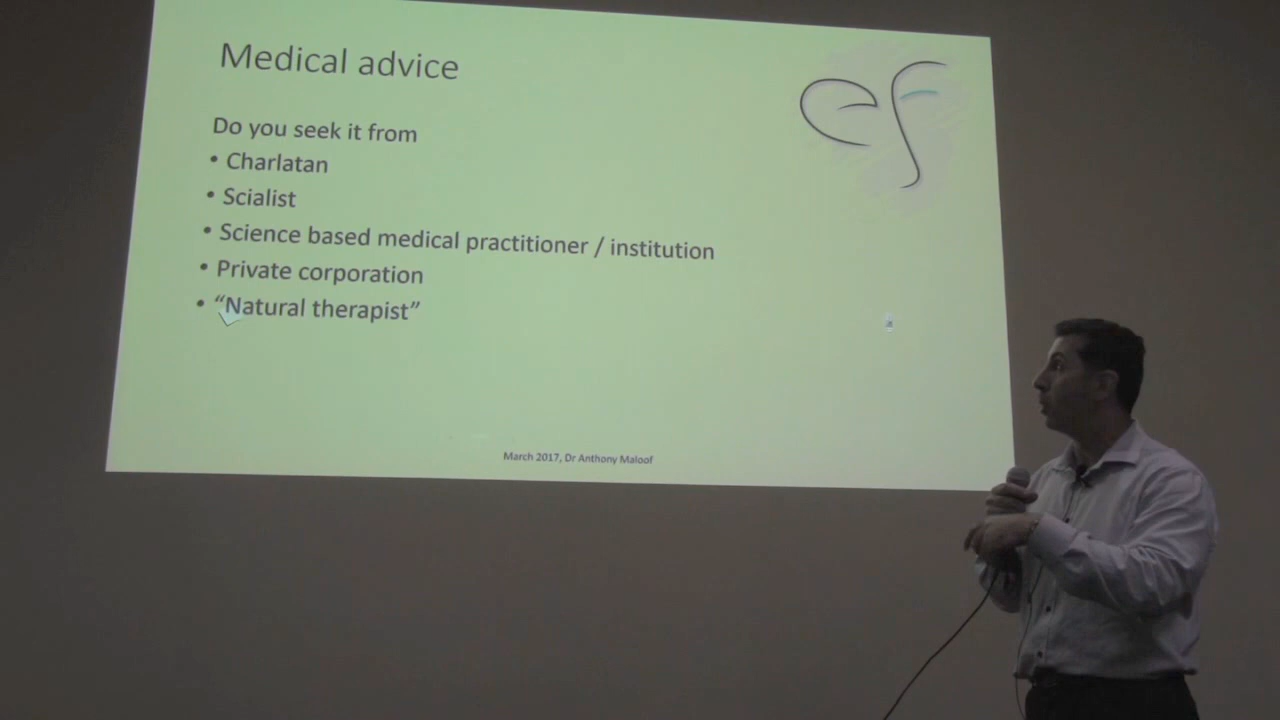 Medical advice
ef
Do you seek it from
• Charlatan
• Scialist
• Science based medical practitioner / institution
• Private corporation
• “Natural therapist”
March 2017, Dr Anthony Maloof